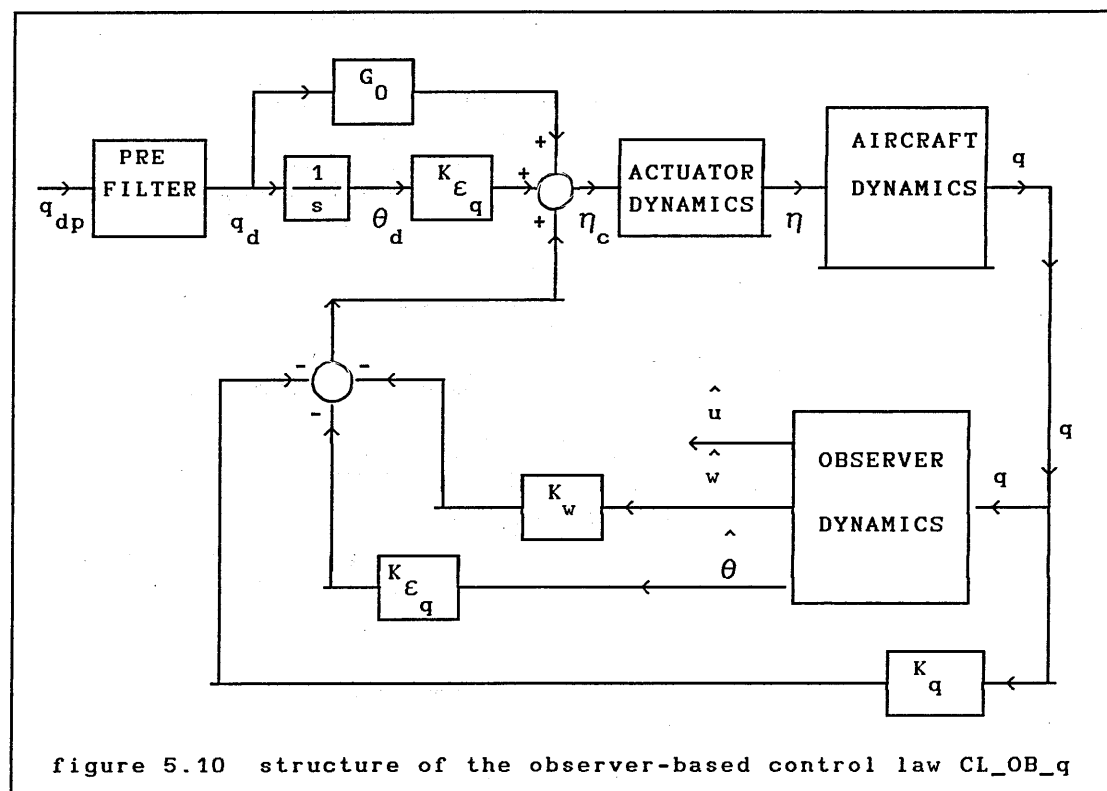 G0
PRE
FILTER
1
s
Kεq
+
+
+
ACTUATOR
DYNAMICS
AIRCRAFT
DYNAMICS
q
qdp
qd
θd
ηc
η
-
-
-
û
ŵ
q
OBSERVER
DYNAMICS
q
Kw
θ̂
Kεq
Kq
figure 5.10 structure of the observer-based control law CL_OB_q